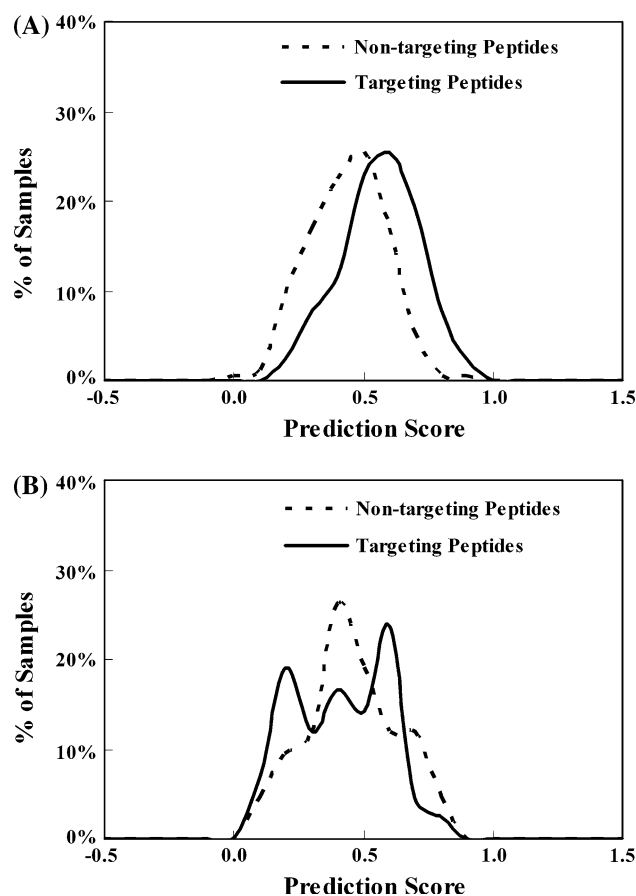 (A)
40%
30%
20%
10%
0%
% of Samples
Non-targeting Peptides
Targeting Peptides
-0.5 0.0 0.5 1.0 1.5
Prediction Score
(B)
40%
30%
20%
10%
0%
% of Samples
Non-targeting Peptides
Targeting Peptides
-0.5 0.0 0.5 1.0 1.5
Prediction Score